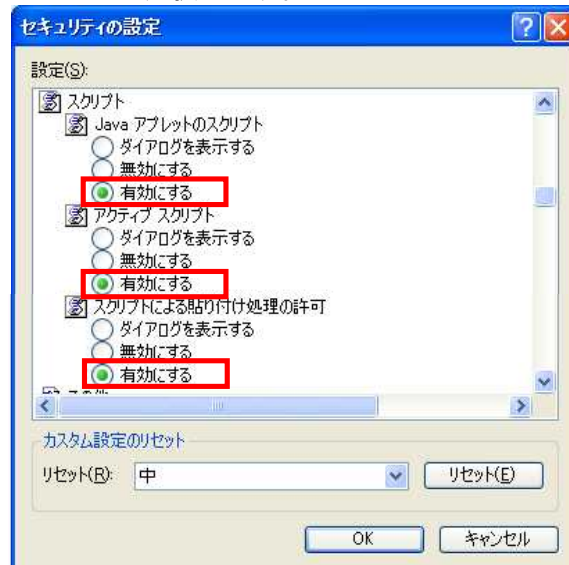 セキュリティの設定
設定(S):
スクリプト
Java アプレットのスクリプト
ダイアログを表示する
無効にする
有効にする
アクティブ スクリプト
ダイアログを表示する
無効にする
有効にする
スクリプトによる貼り付け処理の許可
ダイアログを表示する
無効にする
有効にする
カスタム設定のリセット
リセット(R): 中 リセット(E)
OK キャンセル